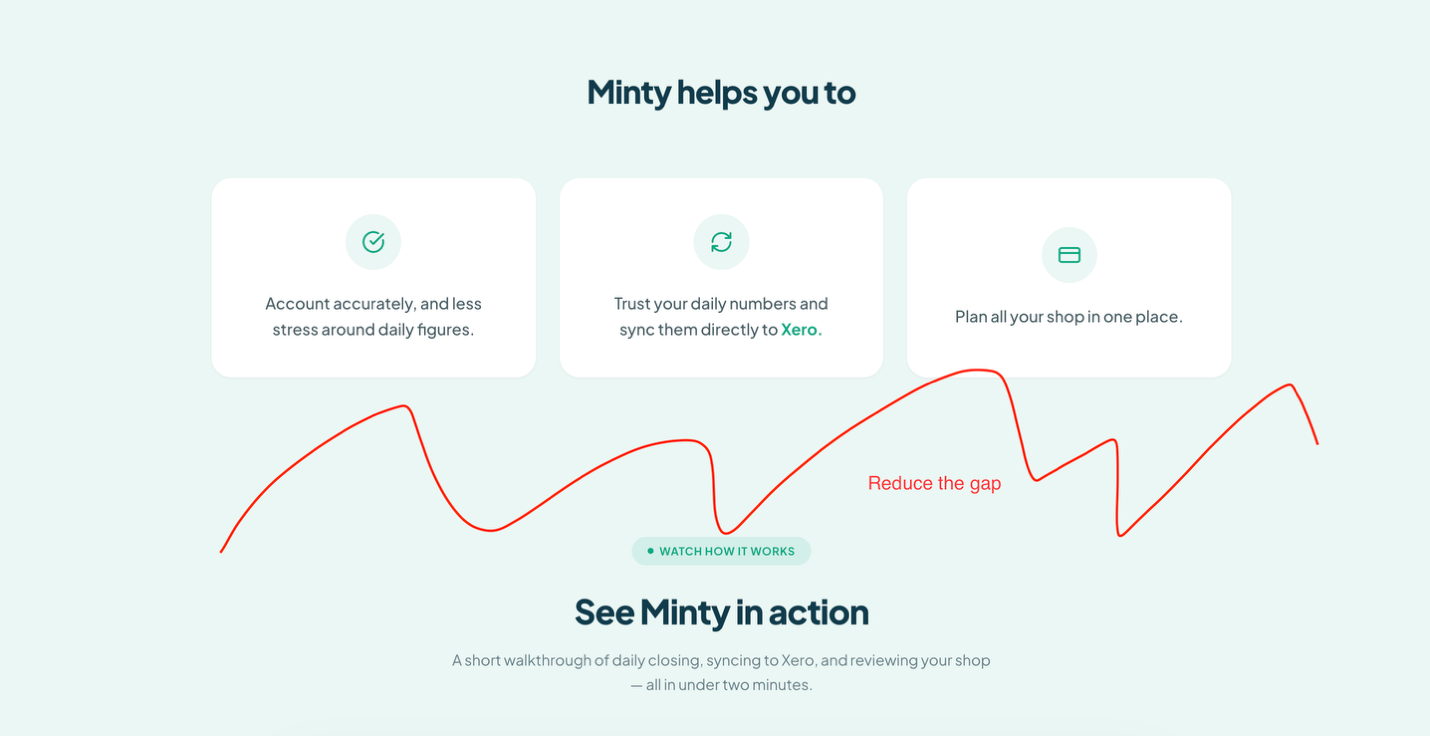 Minty helps you to
Account accurately, and less
stress around daily figures.
Trust your daily numbers and
sync them directly to Xero.
Plan all your shop in one place.
Reduce the gap
WATCH HOW IT WORKS
See Minty in action
A short walkthrough of daily closing, syncing to Xero, and reviewing your shop
— all in under two minutes.